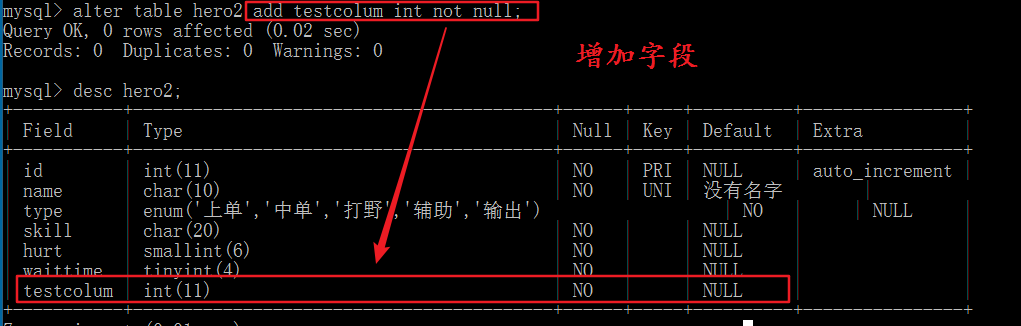 mysql> alter table hero2 add testcolum int not null;
Query OK, 0 rows affected (0.02 sec)
Records: 0  Duplicates: 0  Warnings: 0
增加字段
mysql> desc hero2;
+-----------+------+------+-----+---------+-------+
| Field | Type | Null | Key | Default | Extra |
+-----------+------+------+-----+---------+-------+
| id | int(11) | NO | PRI | NULL | auto_increment |
| name | char(10) | NO | UNI | 没有名字 | |
| type | enum('上单','中单','打野','辅助','输出') | NO | | NULL | |
| skill | char(20) | NO | | NULL | |
| hurt | smallint(6) | NO | | NULL | |
| waittime | tinyint(4) | NO | | NULL | |
| testcolum | int(11) | NO | | NULL | |
+-----------+------+------+-----+---------+-------+